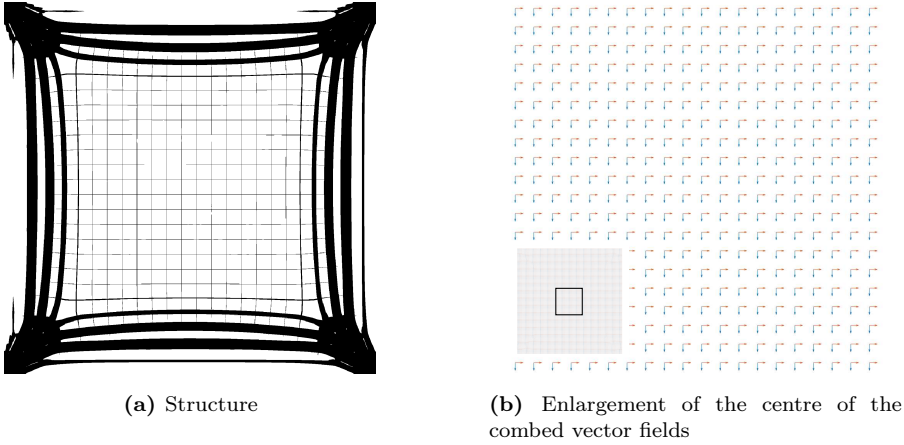 (a) Structure
(b) Enlargement of the centre of the
combed vector fields